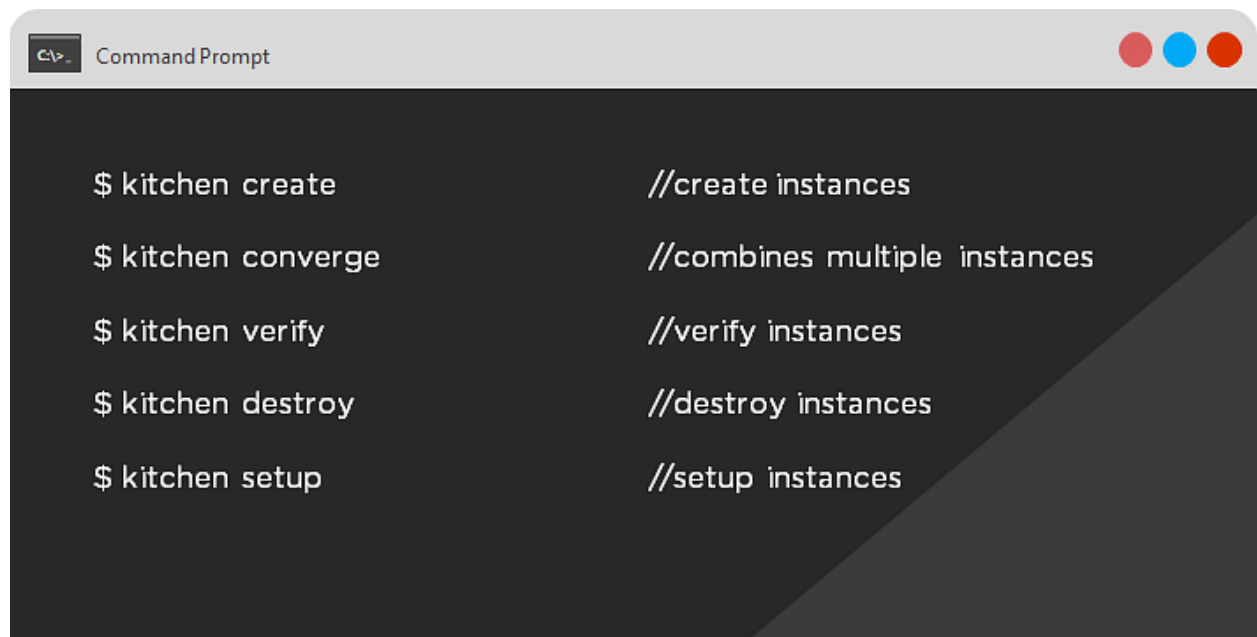 C:\>_ Command Prompt
$ kitchen create //create instances
$ kitchen converge //combines multiple instances
$ kitchen verify //verify instances
$ kitchen destroy //destroy instances
$ kitchen setup //setup instances